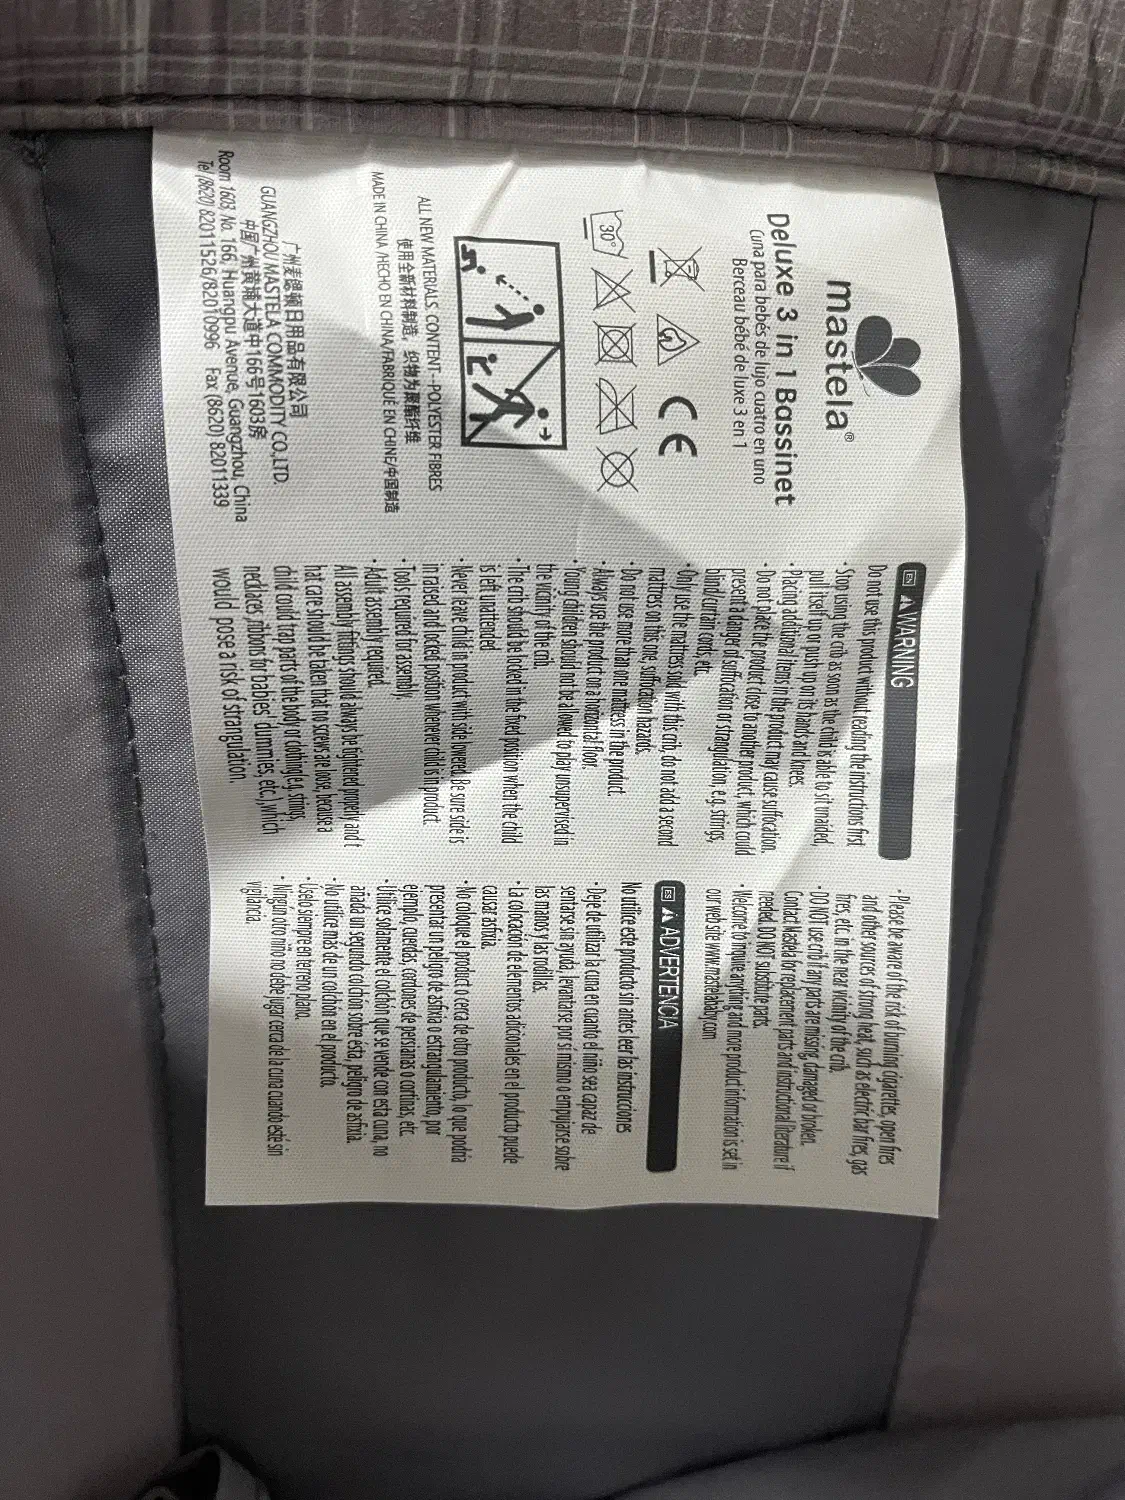 mastela®
Deluxe 3 in 1 Bassinet
Cuna para bebés de lujo cuatro en uno
Berceau bébé de luxe 3 en 1
CE
30°
ALL NEW MATERIALS CONTENT--POLYESTER FIBRES
使用全新材料制造，织物为聚酯纤维
MADE IN CHINA /HECHO EN CHINA/FABRIQUE EN CHINE/中国制造
广州麦思顿日用品有限公司
GUANGZHOU MASTELA COMMODITY CO.,LTD.
中国广州黄埔大道中166号1603房
Room 1603 No. 166, Huangpu Avenue, Guangzhou, China
Tel (8620) 82011526/82010996 Fax (8620) 82011339
EN WARNING
Do not use this product without reading the instructions first
· Stop using the crib as soon as the child is able to sit unaided,
pull itself up or push up on its hands and knees.
· Placing additional items in the product may cause suffocation.
· Do not place the product close to another product, which could
present a danger of suffocation or strangulation, e.g. strings,
blind/curtain cords, etc.
· Only use the mattress sold with this crib, do not add a second
mattress on this one, suffocation hazards.
· Do not use more than one mattress in the product.
· Always use the product on a horizontal floor.
· Young children should not be allowed to play unsupervised in
the vicinity of the crib.
· The crib should be locked in the fixed position when the child
is left unattended
· Never leave child in product with side lowered. Be sure side is
in raised and locked position whenever child is in product.
· Tools required for assembly.
· Adult assembly required.
All assembly fittings should always be tightened properly and t
hat care should be taken that no screws are loose, because a
child could trap parts of the body or clothing(e.g. strings,
necklaces, ribbons for babies' dummies, etc.,)which
would pose a risk of strangulation.
· Please be aware of the risk of burning cigarettes, open fires
and other sources of strong heat, such as electric bar fires, gas
fires, etc. in the near vicinity of the crib.
· DO NOT use crib if any parts are missing, damaged or broken.
Contact Mastela for replacement parts and instructional literature if
needed. DO NOT substitute parts.
· Welcome to inquire anything and more product information is set in
our web site www.mastelababy.com
ES ADVERTENCIA
No utilice este producto sin antes leer las instrucciones
· Deje de utilizar la cuna en cuando el niño sea capaz de
sentarse sin ayuda, levantarse por sí mismo o empujarse sobre
las manos y las rodillas.
· La colocación de elementos adicionales en el producto puede
causar asfixia.
· No coloque el product o cerca de otro producto, lo que podría
presentar un peligro de asfixia o estrangulamiento, por
ejemplo, cuerdas, cordones de persianas y cortinas, etc.
· Utilice solamente el colchón que se vende con esta cuna, no
añada un segundo colchón sobre ésta, peligro de asfixia.
· No utilice más de un colchón en el producto.
· Uselo siempre en terreno plano.
· Ningún otro niño no debe jugar cerca de la cuna cuando esté sin
vigilancia.